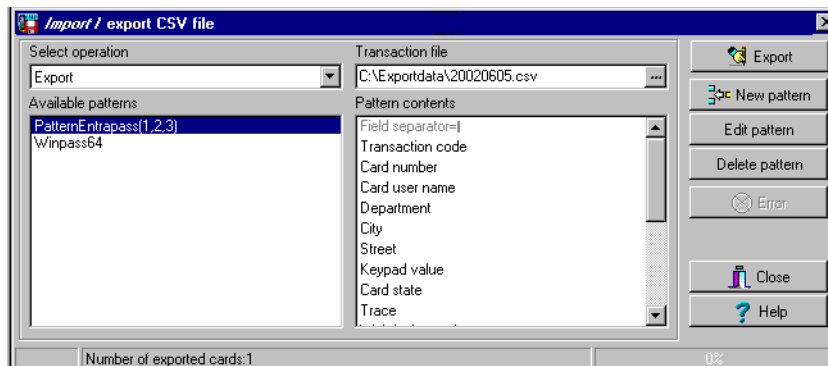 Import / export CSV file
Select operation
Export
Transaction file
C:\Exportdata\20020605.csv
...
Available patterns
PatternEntrapass(1,2,3)
Winpass64
Pattern contents
Field separator=|
Transaction code
Card number
Card user name
Department
City
Street
Keypad value
Card state
Trace
Export
New pattern
Edit pattern
Delete pattern
Error
Close
Help
Number of exported cards:1
0%